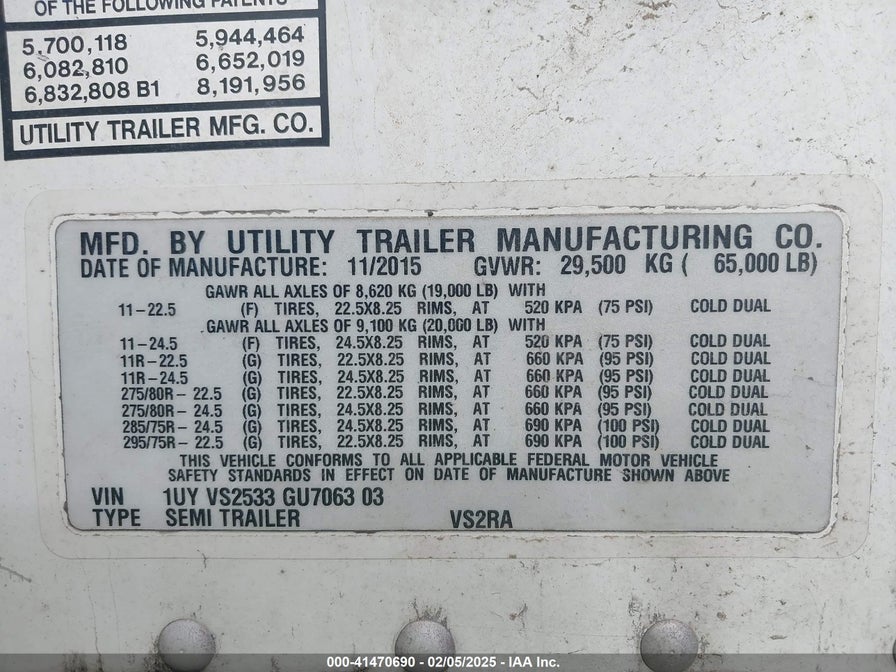 OF THE FOLLOWING PATENTS
5,700,118 5,944,464
6,082,810 6,652,019
6,832,808 B1 8,191,956
UTILITY TRAILER MFG. CO.
MFD. BY UTILITY TRAILER MANUFACTURING CO.
DATE OF MANUFACTURE: 11/2015 GVWR: 29,500 KG ( 65,000 LB)
GAWR ALL AXLES OF 8,620 KG (19,000 LB) WITH
11-22.5 (F) TIRES, 22.5X8.25 RIMS, AT 520 KPA (75 PSI) COLD DUAL
GAWR ALL AXLES OF 9,100 KG (20,000 LB) WITH
11-24.5 (F) TIRES, 24.5X8.25 RIMS, AT 520 KPA (75 PSI) COLD DUAL
11R-22.5 (G) TIRES, 22.5X8.25 RIMS, AT 660 KPA (95 PSI) COLD DUAL
11R-24.5 (G) TIRES, 24.5X8.25 RIMS, AT 660 KPA (95 PSI) COLD DUAL
275/80R- 22.5 (G) TIRES, 22.5X8.25 RIMS, AT 660 KPA (95 PSI) COLD DUAL
275/80R- 24.5 (G) TIRES, 24.5X8.25 RIMS, AT 660 KPA (95 PSI) COLD DUAL
285/75R- 24.5 (G) TIRES, 24.5X8.25 RIMS, AT 690 KPA (100 PSI) COLD DUAL
295/75R- 22.5 (G) TIRES, 22.5X8.25 RIMS, AT 690 KPA (100 PSI) COLD DUAL
THIS VEHICLE CONFORMS TO ALL APPLICABLE FEDERAL MOTOR VEHICLE
SAFETY STANDARDS IN EFFECT ON DATE OF MANUFACTURE SHOWN ABOVE
VIN 1UY VS2533 GU7063 03
TYPE SEMI TRAILER VS2RA
000-41470690 - 02/05/2025 - IAA Inc.